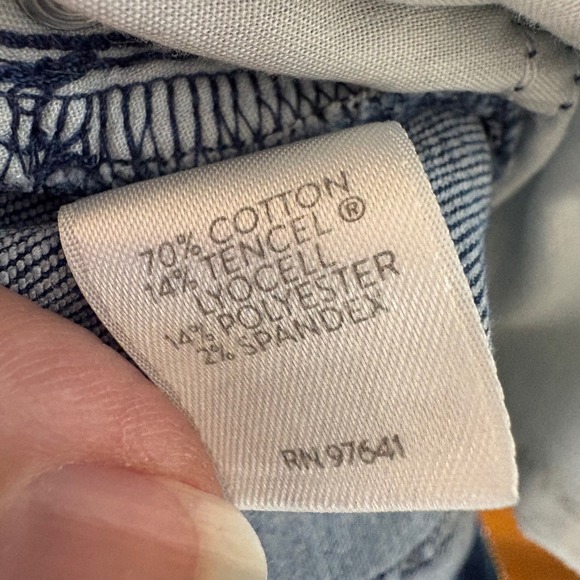 70% COTTON
14% TENCEL®
LYOCELL
14% POLYESTER
2% SPANDEX
RN 97641